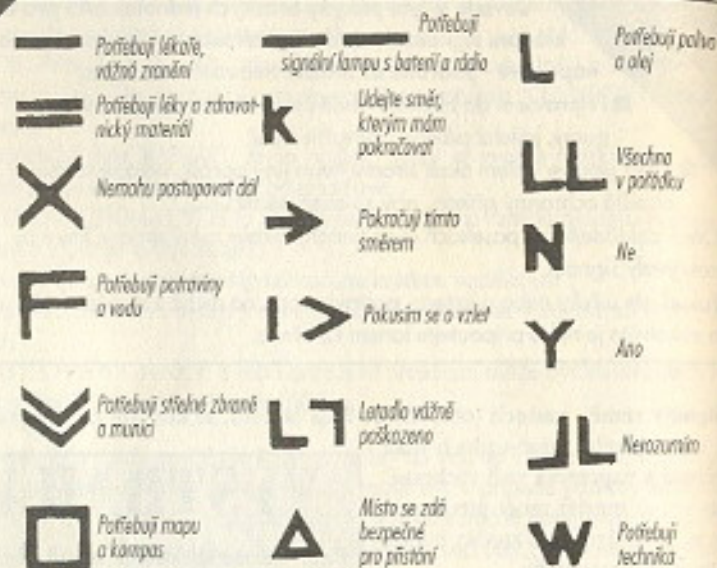 Potřebuji lékaře,
vážná zranění
Potřebuji léky a zdravot-
nický materiál
Nemohu postupovat dál
F
Potřebuji potraviny
a vodu
Potřebuji střelné zbraně
a munici
Potřebuji mapu
a kompas
Potřebuji
signální lampu s baterií a rádio
k
Udejte směr,
kterým mám
pokračovat
Pokračuji tímto
směrem
Pokusím se o vzlet
Letadlo vážně
poškozeno
Místo se zdá
bezpečné
pro přistání
L
Potřebuji palivo
a olej
LL
Všechno
v pořádku
N
Ne
Y
Ano
Nerozumím
W
Potřebuji
technika